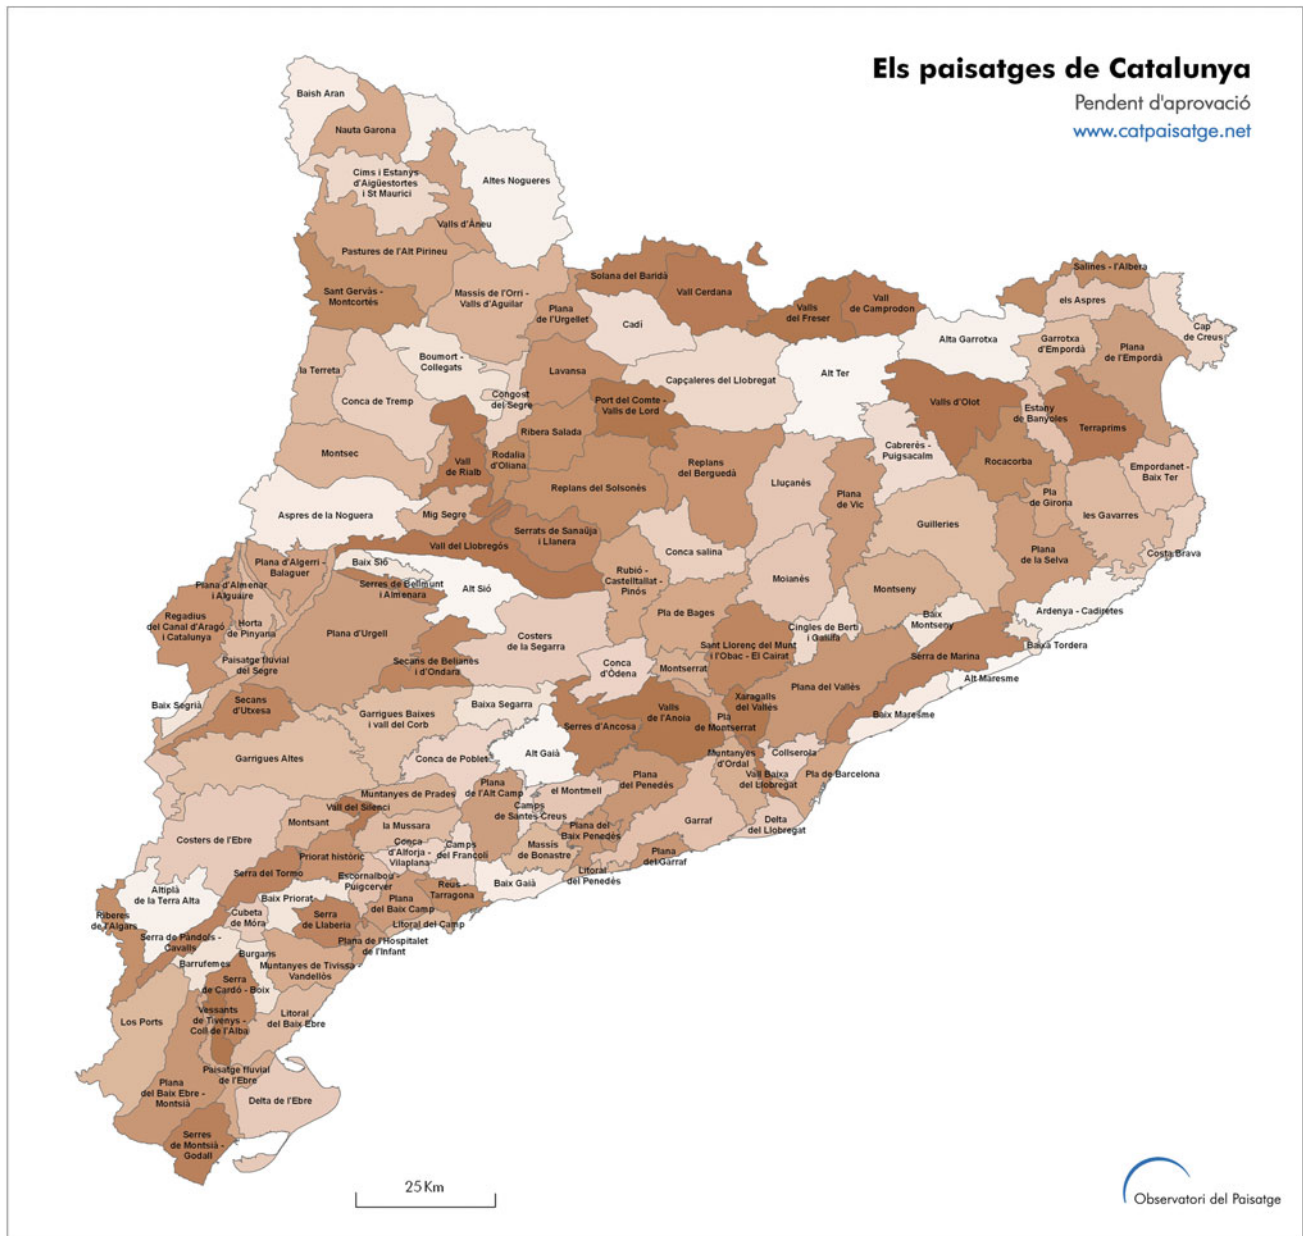 Els paisatges de Catalunya
Pendent d'aprovació
www.catpaisatge.net
Baish Aran
Nauta Garona
Cims i Estanys
d'Aigüestortes
i St Maurici
Altes Nogueres
Valls d'Àneu
Pastures de l'Alt Pirineu
Sant Gervàs -
Montcortès
Massís de l'Orri -
Valls d'Aguilar
Solana del Baridà
Vall Cerdana
Plana
de l'Urgellet
Cadí
Valls
del Freser
Vall
de Camprodon
Salines - l'Albera
els Aspres
Cap
de Creus
Alta Garrotxa
Garrotxa
d'Empordà
Plana
de l'Empordà
la Terreta
Boumort -
Collegats
Conca de Tremp
Congost
del Segre
Lavansa
Capçaleres del Llobregat
Alt Ter
Port del Comte -
Valls de Lord
Valls d'Olot
Estany
de Banyoles
Terraprims
Ribera Salada
Montsec
Vall
de Rialb
Rodalia
d'Oliana
Replans
del Berguedà
Cabrerès -
Puigsacalm
Rocacorba
Empordanet -
Baix Ter
Lluçanès
Replans del Solsonès
Plana
de Vic
Pla
de Girona
les Gavarres
Aspres de la Noguera
Mig Segre
Guilleries
Serrats de Sanaüja
i Llanera
Vall del Llobregós
Conca salina
Costa Brava
Plana
de la Selva
Plana d'Algerri -
Balaguer
Baix Sió
Rubió -
Castelltallat -
Pinós
Moianès
Plana d'Almenar
i Alguaire
Serres de Bellmunt
i Almenara
Alt Sió
Montseny
Ardenya - Cadiretes
Regadius
del Canal d'Aragó
i Catalunya
Horta
de Pinyana
Pla de Bages
Baix
Montseny
Plana d'Urgell
Cingles de Bertí
i Gallifa
Costers
de la Segarra
Sant Llorenç del Munt
i l'Obac - El Cairat
Baixa Tordera
Serra de Marina
Paisatge fluvial
del Segre
Secans de Belianes
i d'Ondara
Conca
d'Òdena
Montserrat
Alt Maresme
Plana del Vallès
Baix Segrià
Secans
d'Utxesa
Baixa Segarra
Xaragalls
del Vallès
Valls
de l'Anoia
Garrigues Baixes
i vall del Corb
Baix Maresme
Serres d'Ancosa
Pla
de Montserrat
Alt Gaià
Collserola
Garrigues Altes
Conca de Poblet
Muntanyes
d'Ordal
Pla de Barcelona
Vall Baixa
del Llobregat
Plana
del Penedès
Plana
de l'Alt Camp
el Montmell
Muntanyes de Prades
Vall del Silenci
Camps
de Santes Creus
Montsant
la Mussara
Garraf
Delta
del Llobregat
Plana del
Baix Penedès
Costers de l'Ebre
Conca
d'Alforja -
Vilaplana
Camps
del Francolí
Massís
de Bonastre
Plana
del Garraf
Priorat històric
Serra del Tormo
Litoral
del Penedès
Escornalbou -
Puigcerver
Baix Gaià
Reus -
Tarragona
Altiplà
de la Terra Alta
Baix Priorat
Plana
del Baix Camp
Riberes
de l'Algars
Cubeta
de Móra
Serra
de Llaberia
Litoral del Camp
Serra de Pàndols -
Cavalls
Plana de l'Hospitalet
de l'Infant
Burgans
Barrufemes
Muntanyes de Tivissa -
Vandellòs
Serra
de Cardó - Boix
Vessants
de Tivenys -
Coll de l'Alba
Los Ports
Litoral
del Baix Ebre
Paisatge fluvial
de l'Ebre
Plana
del Baix Ebre -
Montsià
Delta de l'Ebre
Serres
de Montsià -
Godall
25 Km
Observatori del Paisatge